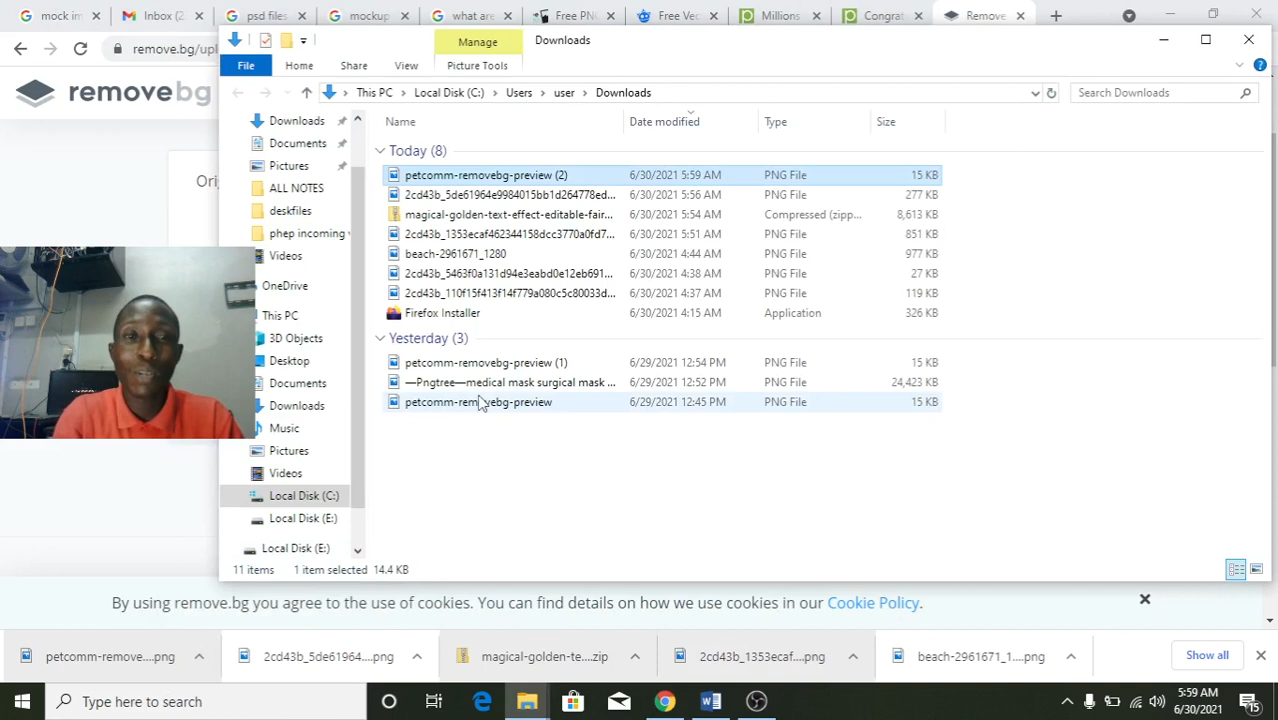 mock im
Inbox (2
psd files
mockup
what are
Free PNG
Free Vec
Millions
Congrat
Remove
remove.bg/upl
removebg
Ori
Manage
Downloads
File
Home
Share
View
Picture Tools
This PC
Local Disk (C:)
Users
user
Downloads
Search Downloads
Downloads
Documents
Pictures
ALL NOTES
deskfiles
phep incoming
Videos
OneDrive
This PC
3D Objects
Desktop
Documents
Downloads
Music
Pictures
Videos
Local Disk (C:)
Local Disk (E:)
Local Disk (E:)
Name Date modified Type Size
Today (8)
petcomm-removebg-preview (2) 6/30/2021 5:59 AM PNG File 15 KB
2cd43b_5de61964e9984015bb1d264778ed... 6/30/2021 5:56 AM PNG File 277 KB
magical-golden-text-effect-editable-fair... 6/30/2021 5:54 AM Compressed (zipp... 8,613 KB
2cd43b_1353ecaf462344158dcc3770a0fd7... 6/30/2021 5:51 AM PNG File 851 KB
beach-2961671_1280 6/30/2021 4:44 AM PNG File 977 KB
2cd43b_5463f0a131d94e3eabd0e12eb691... 6/30/2021 4:38 AM PNG File 27 KB
2cd43b_110f15f413f14f779a080c5c80033d... 6/30/2021 4:37 AM PNG File 119 KB
Firefox Installer 6/30/2021 4:15 AM Application 326 KB
Yesterday (3)
petcomm-removebg-preview (1) 6/29/2021 12:54 PM PNG File 15 KB
—Pngtree—medical mask surgical mask ... 6/29/2021 12:52 PM PNG File 24,423 KB
petcomm-removebg-preview 6/29/2021 12:45 PM PNG File 15 KB
11 items 1 item selected 14.4 KB
By using remove.bg you agree to the use of cookies. You can find details on how we use cookies in our Cookie Policy.
petcomm-remove....png
2cd43b_5de61964....png
magical-golden-te....zip
2cd43b_1353ecaf....png
beach-2961671_1....png
Show all
Type here to search
5:59 AM
6/30/2021
15